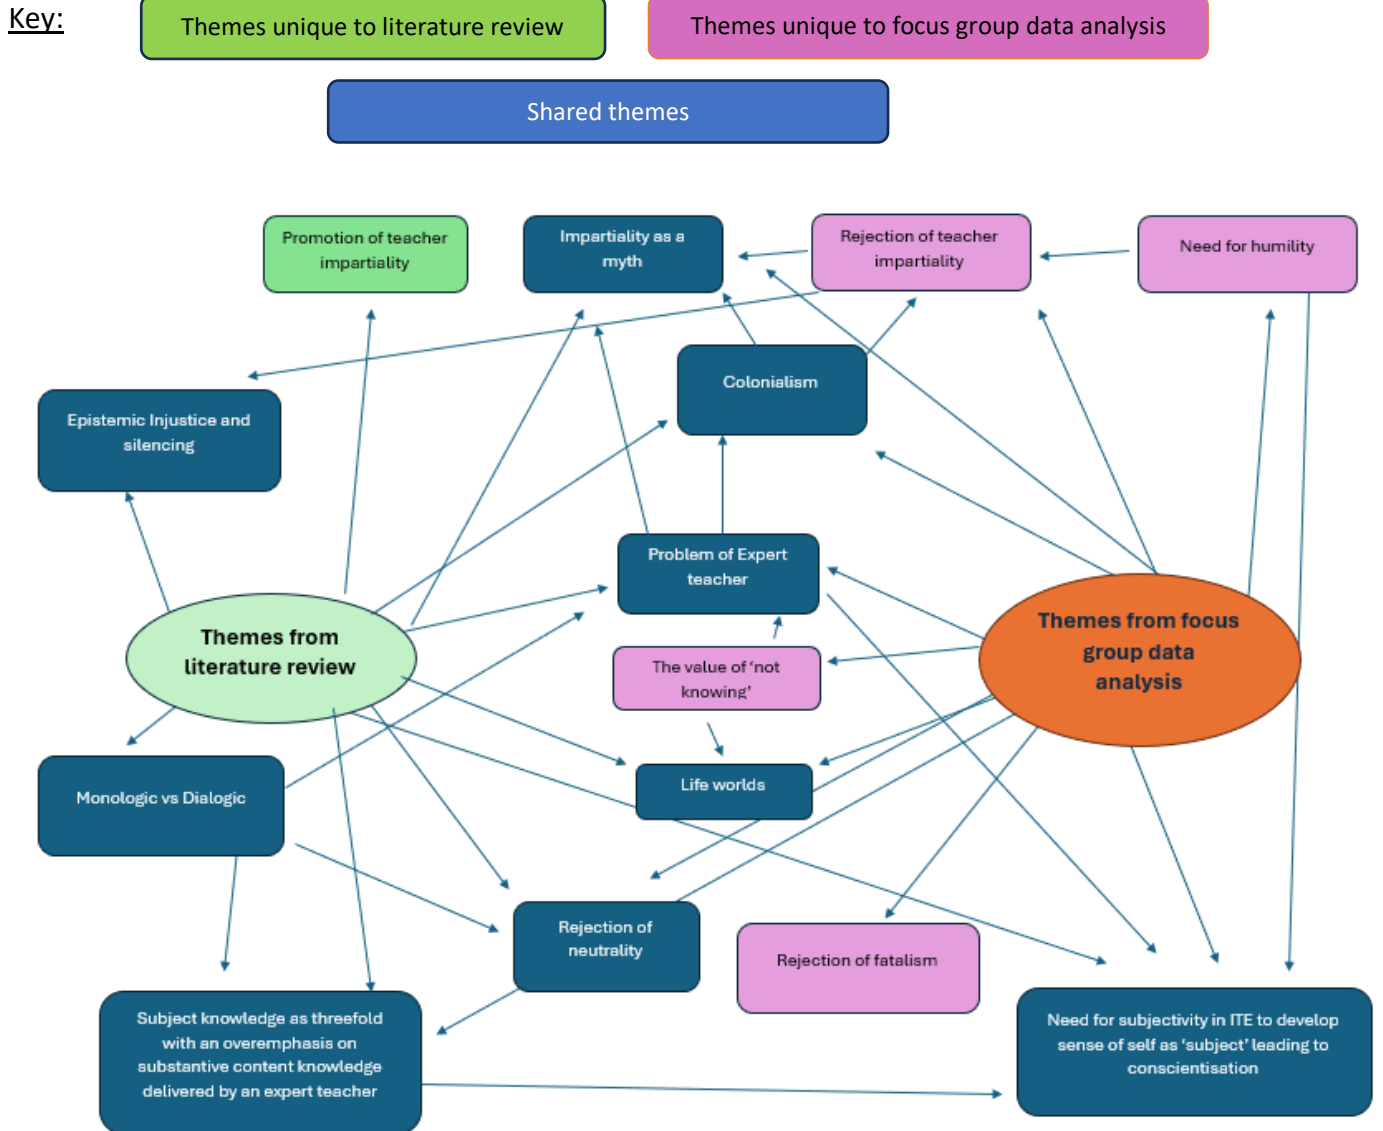 Key:
Themes unique to literature review
Themes unique to focus group data analysis
Shared themes
Promotion of teacher
impartiality
Impartiality as a
myth
Rejection of teacher
impartiality
Need for humility
Colonialism
Epistemic Injustice and
silencing
Problem of Expert
teacher
Themes from
literature review
The value of ‘not
knowing’
Themes from focus
group data
analysis
Monologic vs Dialogic
Life worlds
Rejection of
neutrality
Rejection of fatalism
Subject knowledge as threefold
with an overemphasis on
substantive content knowledge
delivered by an expert teacher
Need for subjectivity in ITE to develop
sense of self as ‘subject’ leading to
conscientisation